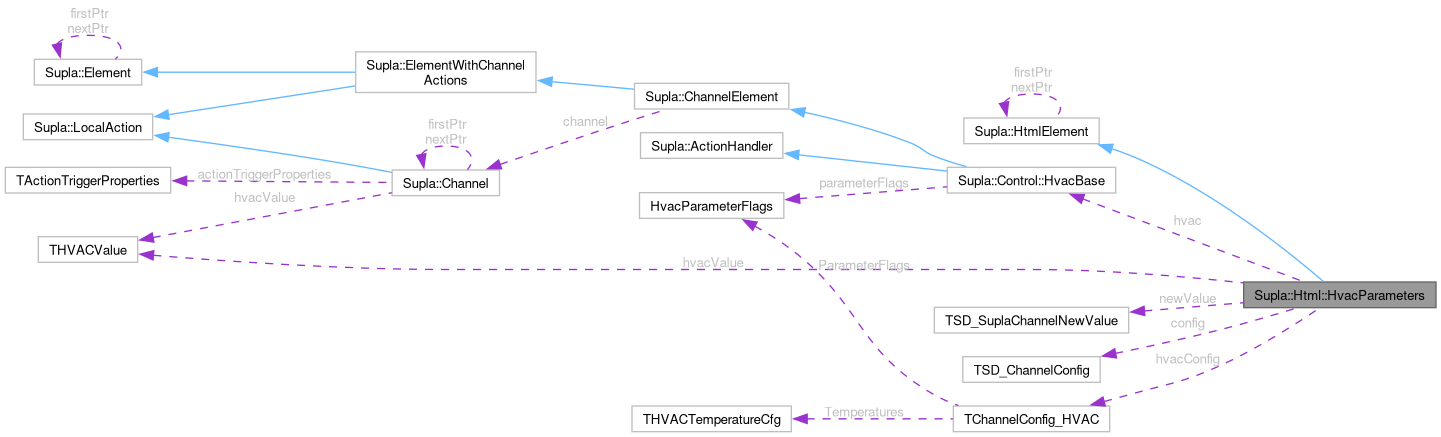 firstPtr
nextPtr
Supla::Element
Supla::ElementWithChannel
Actions
Supla::LocalAction
Supla::ChannelElement
firstPtr
nextPtr
channel
firstPtr
nextPtr
Supla::HtmlElement
Supla::ActionHandler
TActionTriggerProperties
actionTriggerProperties
Supla::Channel
parameterFlags
Supla::Control::HvacBase
hvacValue
HvacParameterFlags
hvac
THVACValue
hvacValue
ParameterFlags
Supla::Html::HvacParameters
newValue
TSD_SuplaChannelNewValue
config
hvacConfig
TSD_ChannelConfig
THVACTemperatureCfg
Temperatures
TChannelConfig_HVAC